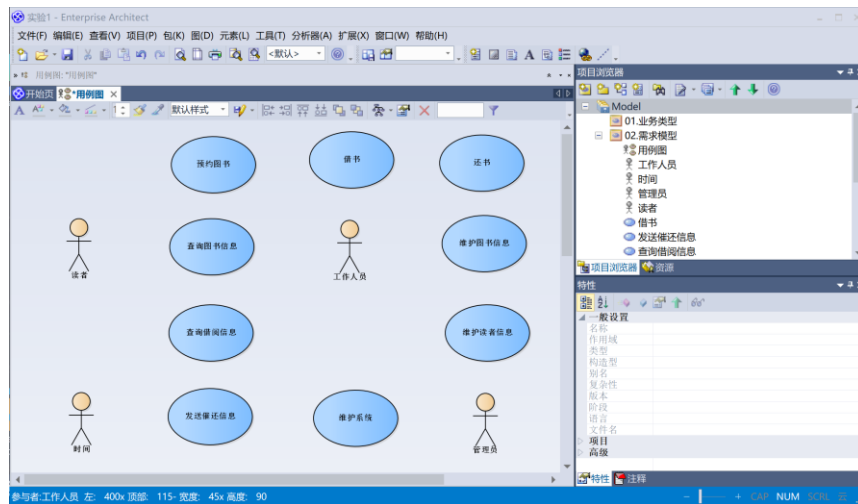 实验1 - Enterprise Architect
文件(F) 编辑(E) 查看(V) 项目(P) 包(K) 图(D) 元素(L) 工具(T) 分析器(A) 扩展(X) 窗口(W) 帮助(H)
<默认>
用例图: "用例图"
项目浏览器
开始页 *用例图
默认样式
Model
01.业务类型
02.需求模型
用例图
工作人员
时间
管理员
读者
借书
发送催还信息
查询借阅信息
项目浏览器 资源
预约图书
借书
还书
读者
查询图书信息
工作人员
维护图书信息
查询借阅信息
维护读者信息
时间
发送催还信息
维护系统
管理员
特性
一般设置
名称
作用域
类型
构造型
别名
复杂性
版本
阶段
语言
文件名
项目
高级
特性 注释
参与者:工作人员 左: 400x 顶部: 115- 宽度: 45x 高度: 90
CAP NUM SCRL 云